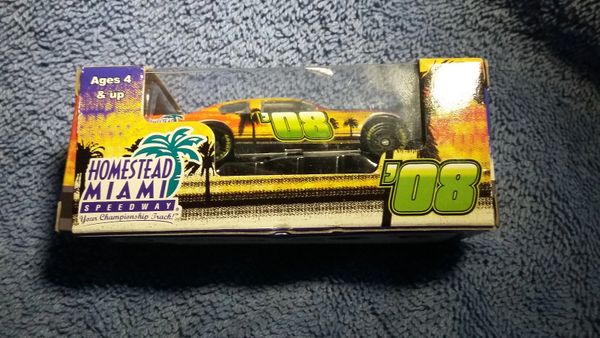 Ages 4
& up
'08
HOMESTEAD
MIAMI
SPEEDWAY
Your Championship Track!
'08